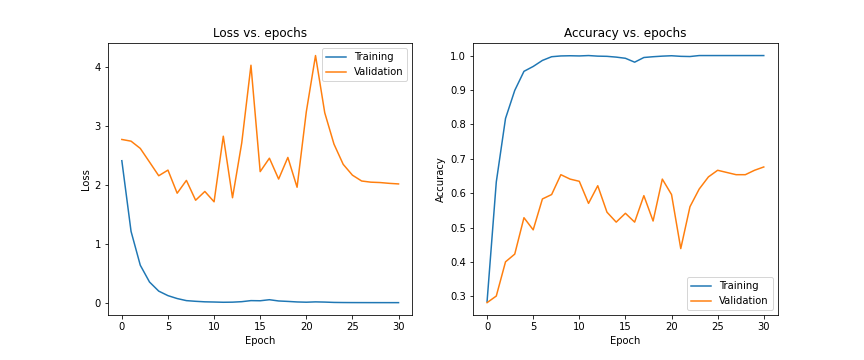 Loss vs. epochs
Training
Validation
4
3
2
1
0
Loss
0 5 10 15 20 25 30
Epoch
Accuracy vs. epochs
1.0
0.9
0.8
0.7
0.6
0.5
0.4
0.3
Accuracy
Training
Validation
0 5 10 15 20 25 30
Epoch